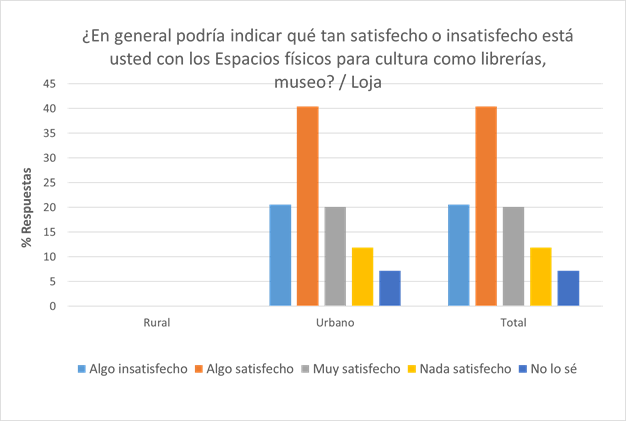 ¿En general podría indicar qué tan satisfecho o insatisfecho está
usted con los Espacios físicos para cultura como librerías,
museo? / Loja
45
40
35
30
25
20
15
10
5
0
% Respuestas
Rural Urbano Total
Algo insatisfecho Algo satisfecho Muy satisfecho Nada satisfecho No lo sé